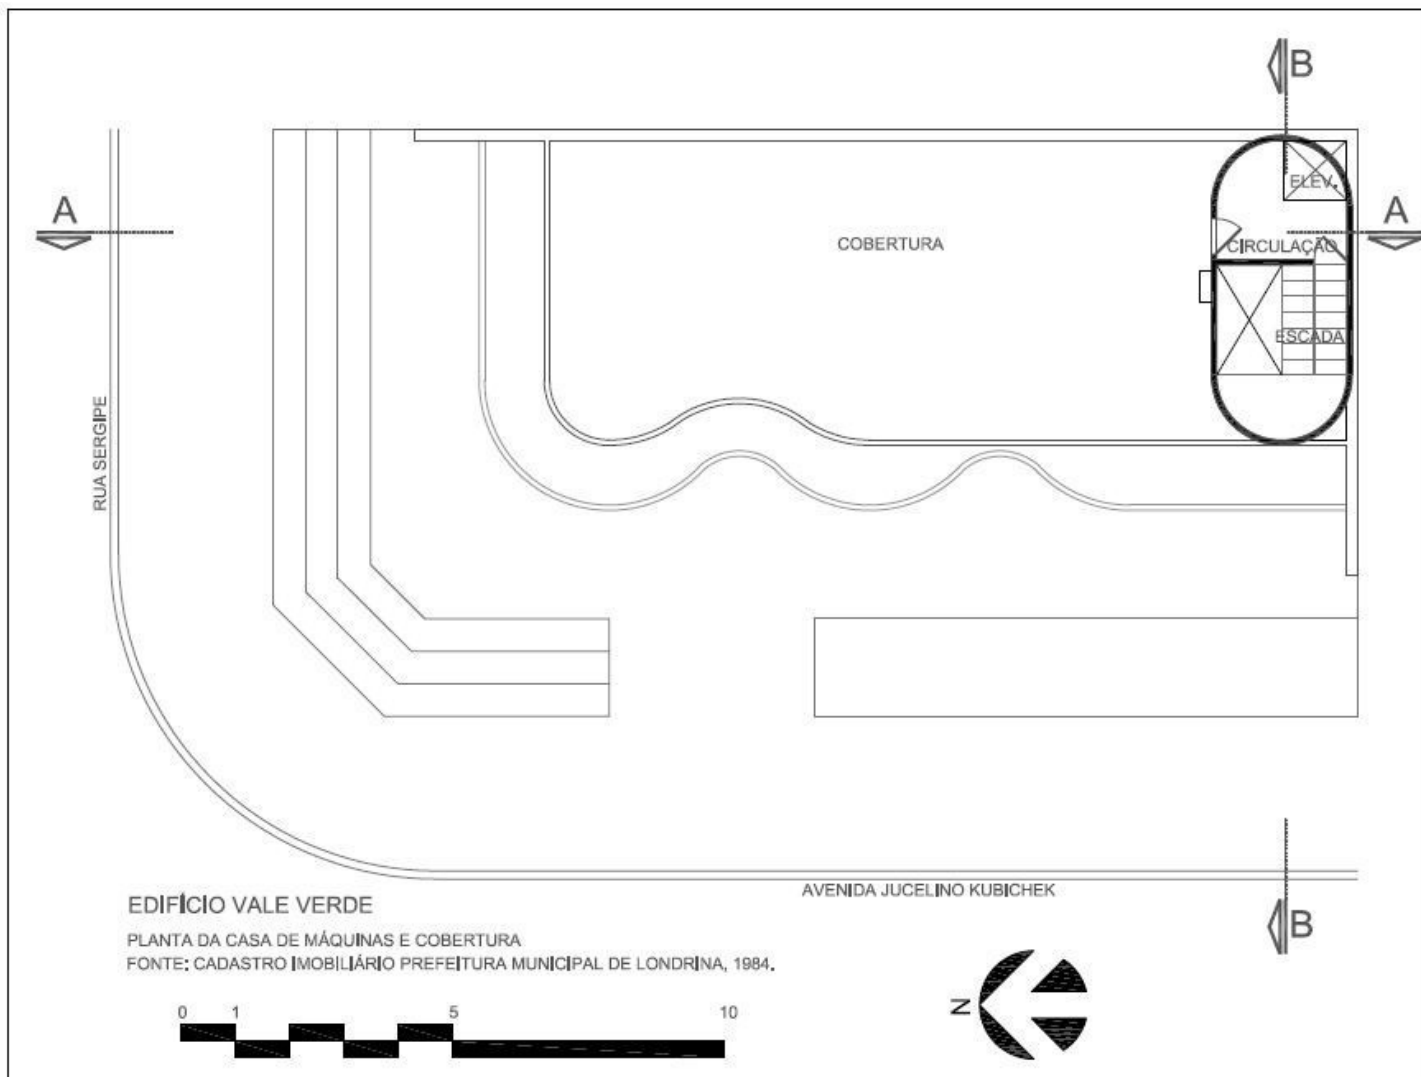 B
A
A
ELEV.
COBERTURA
CIRCULAÇÃO
ESCADA
RUA SERGIPE
AVENIDA JUCELINO KUBICHEK
B
EDIFÍCIO VALE VERDE
PLANTA DA CASA DE MÁQUINAS E COBERTURA
FONTE: CADASTRO IMOBILIÁRIO PREFEITURA MUNICIPAL DE LONDRINA, 1984.
0 1 5 10
N